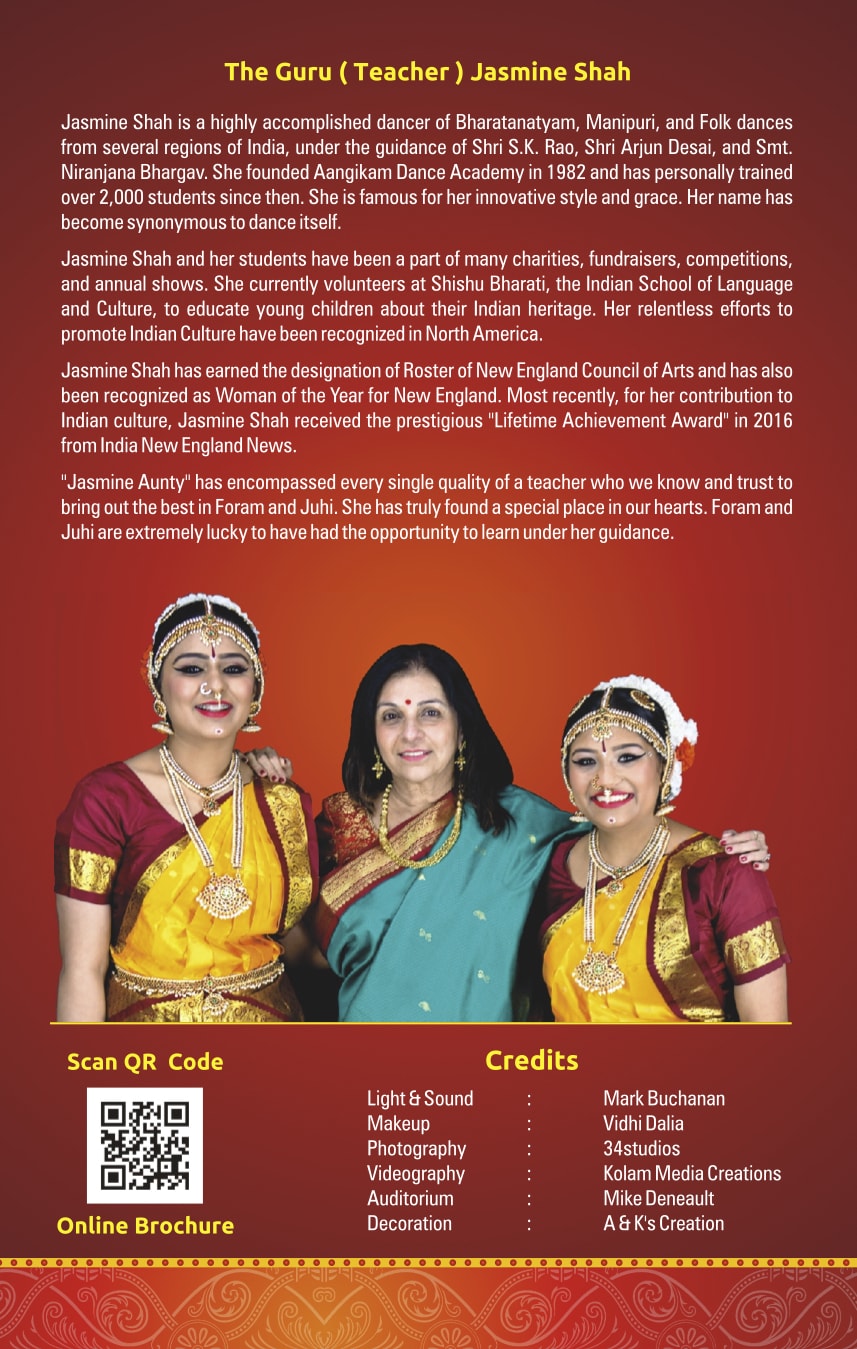 The Guru ( Teacher ) Jasmine Shah
Jasmine Shah is a highly accomplished dancer of Bharatanatyam, Manipuri, and Folk dances
from several regions of India, under the guidance of Shri S.K. Rao, Shri Arjun Desai, and Smt.
Niranjana Bhargav. She founded Aangikam Dance Academy in 1982 and has personally trained
over 2,000 students since then. She is famous for her innovative style and grace. Her name has
become synonymous to dance itself.
Jasmine Shah and her students have been a part of many charities, fundraisers, competitions,
and annual shows. She currently volunteers at Shishu Bharati, the Indian School of Language
and Culture, to educate young children about their Indian heritage. Her relentless efforts to
promote Indian Culture have been recognized in North America.
Jasmine Shah has earned the designation of Roster of New England Council of Arts and has also
been recognized as Woman of the Year for New England. Most recently, for her contribution to
Indian culture, Jasmine Shah received the prestigious "Lifetime Achievement Award" in 2016
from India New England News.
"Jasmine Aunty" has encompassed every single quality of a teacher who we know and trust to
bring out the best in Foram and Juhi. She has truly found a special place in our hearts. Foram and
Juhi are extremely lucky to have had the opportunity to learn under her guidance.
Scan QR Code
Online Brochure
Credits
Light & Sound : Mark Buchanan
Makeup : Vidhi Dalia
Photography : 34studios
Videography : Kolam Media Creations
Auditorium : Mike Deneault
Decoration : A & K's Creation